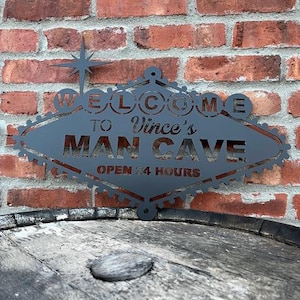 WELCOME
TO Vince's
MAN CAVE
OPEN 24 HOURS